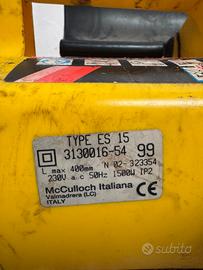 TYPE ES 15
3130016-54 99
L max 400mm N 02-323354
230V a.c 50Hz 1500W IP2
McCulloch Italiana
Valmadrera (LC)
ITALY
CE
subito